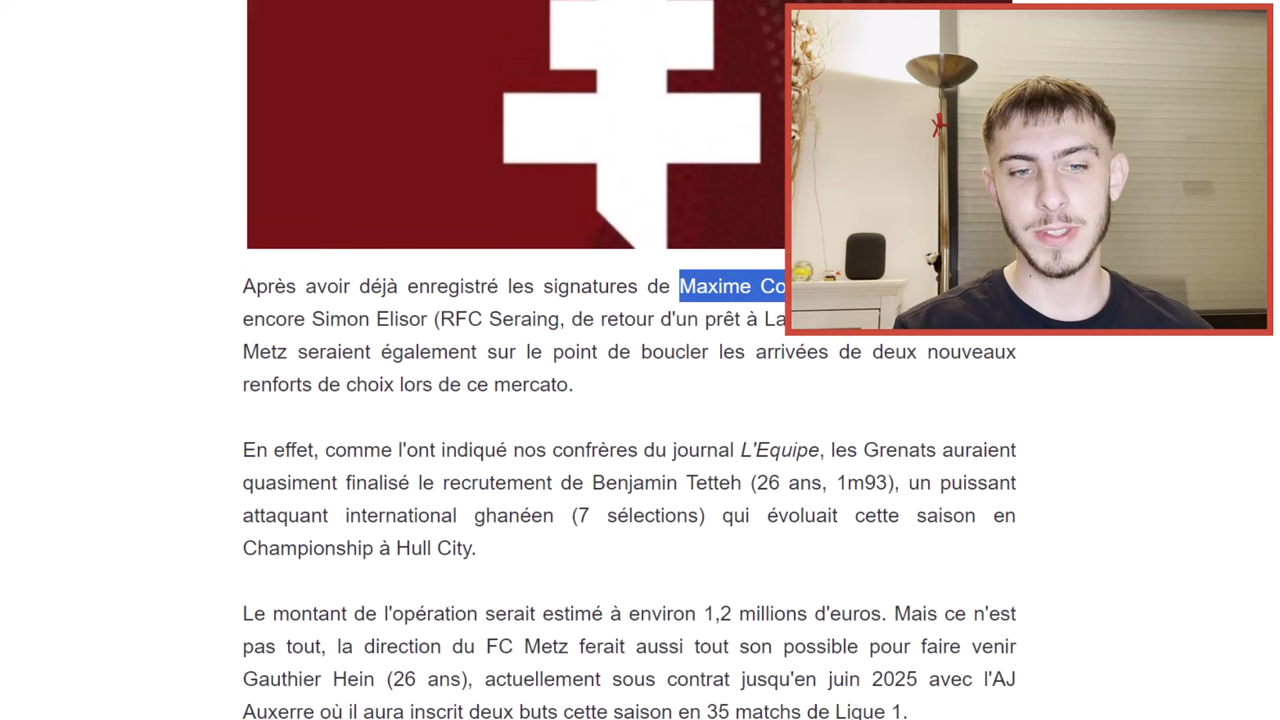 Après avoir déjà enregistré les signatures de Maxime
encore Simon Elisor (RFC Seraing, de retour d'un prêt à
Metz seraient également sur le point de boucler les arrivées de deux nouveaux
renforts de choix lors de ce mercato.
En effet, comme l'ont indiqué nos confrères du journal L'Equipe, les Grenats auraient
quasiment finalisé le recrutement de Benjamin Tetteh (26 ans, 1m93), un puissant
attaquant international ghanéen (7 sélections) qui évoluait cette saison en
Championship à Hull City.
Le montant de l'opération serait estimé à environ 1,2 millions d'euros. Mais ce n'est
pas tout, la direction du FC Metz ferait aussi tout son possible pour faire venir
Gauthier Hein (26 ans), actuellement sous contrat jusqu'en juin 2025 avec l'AJ
Auxerre où il aura inscrit deux buts cette saison en 35 matchs de Ligue 1.